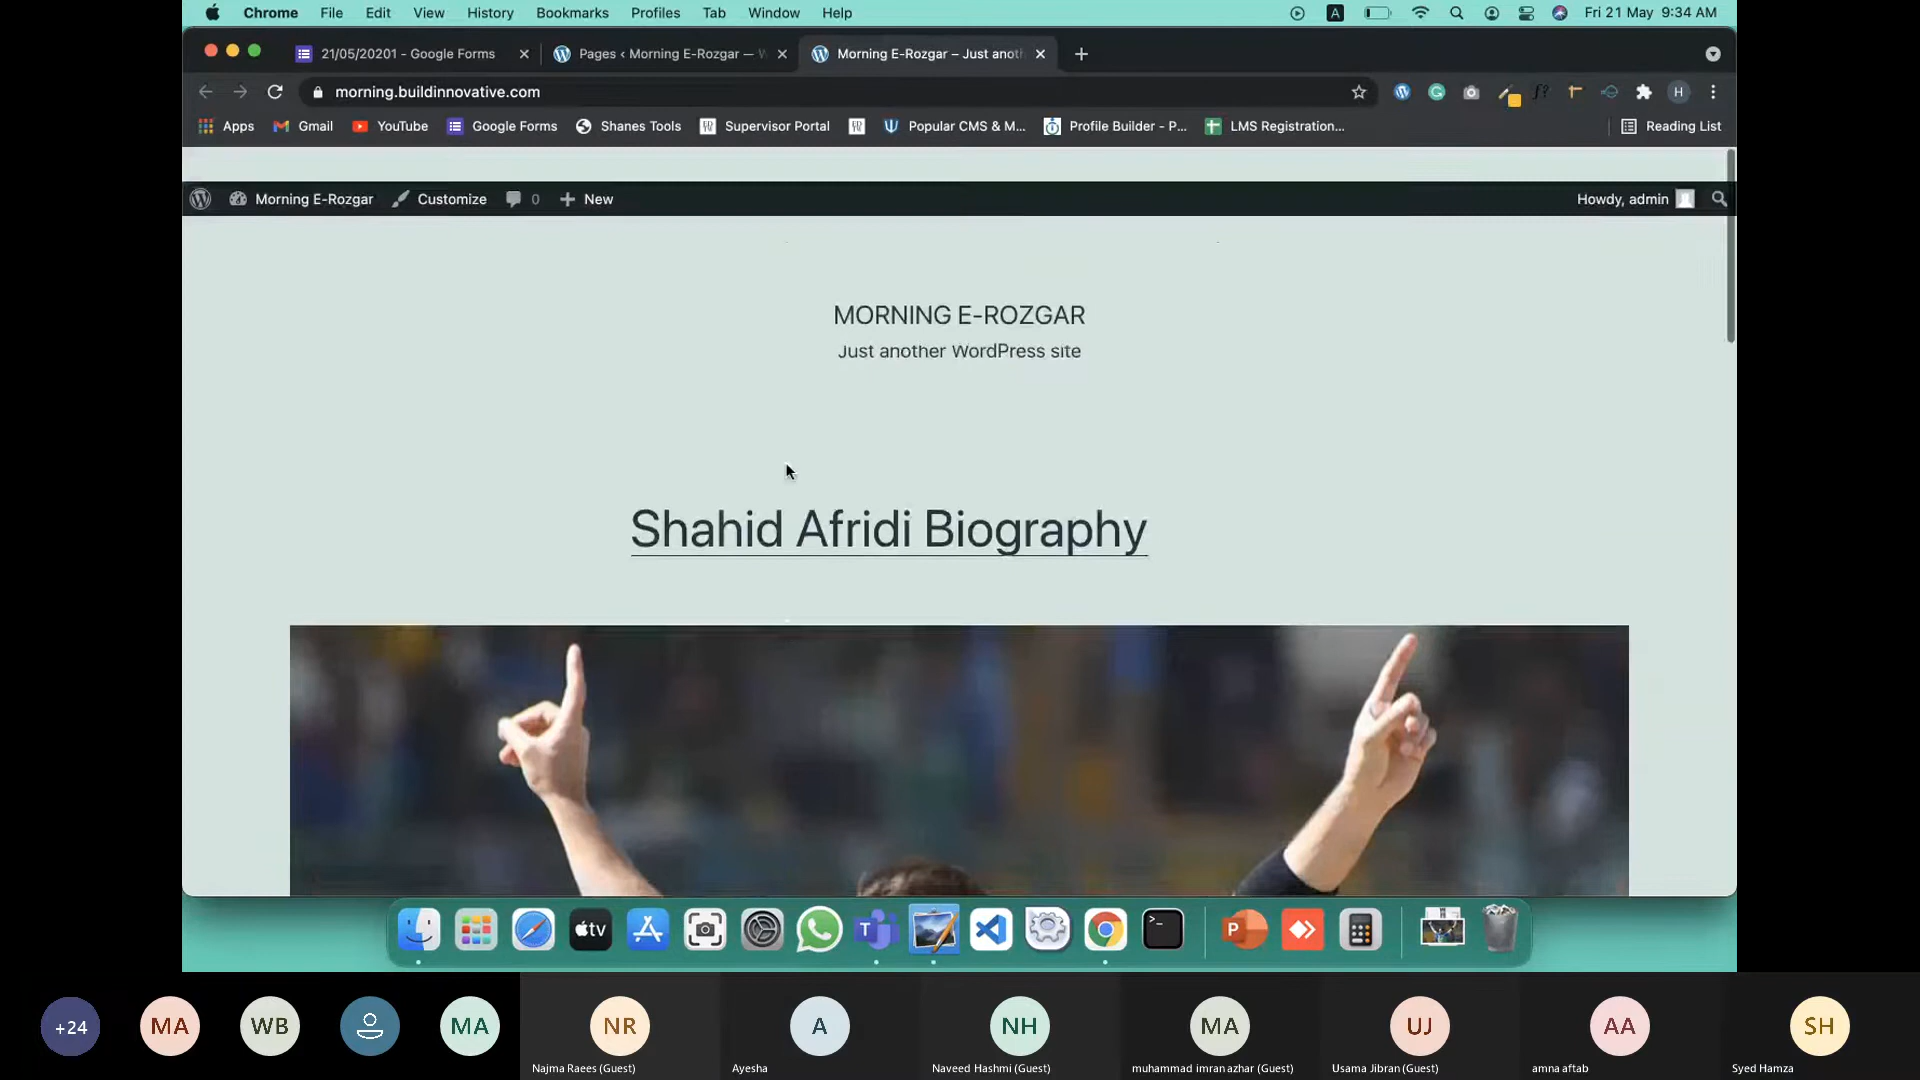 Chrome File Edit View History Bookmarks Profiles Tab Window Help A Fri 21 May 9:34 AM
21/05/20201 - Google Forms Pages ‹ Morning E-Rozgar — Morning E-Rozgar – Just anoth
morning.buildinnovative.com H
Apps Gmail YouTube Google Forms Shanes Tools Supervisor Portal Popular CMS & M... Profile Builder - P... LMS Registration... Reading List
Morning E-Rozgar Customize 0 New Howdy, admin
MORNING E-ROZGAR
Just another WordPress site
Shahid Afridi Biography
tv T P
+24 MA WB MA NR A NH MA UJ AA SH
Najma Raees (Guest) Ayesha Naveed Hashmi (Guest) muhammad imran azhar (Guest) Usama Jibran (Guest) amna aftab Syed Hamza